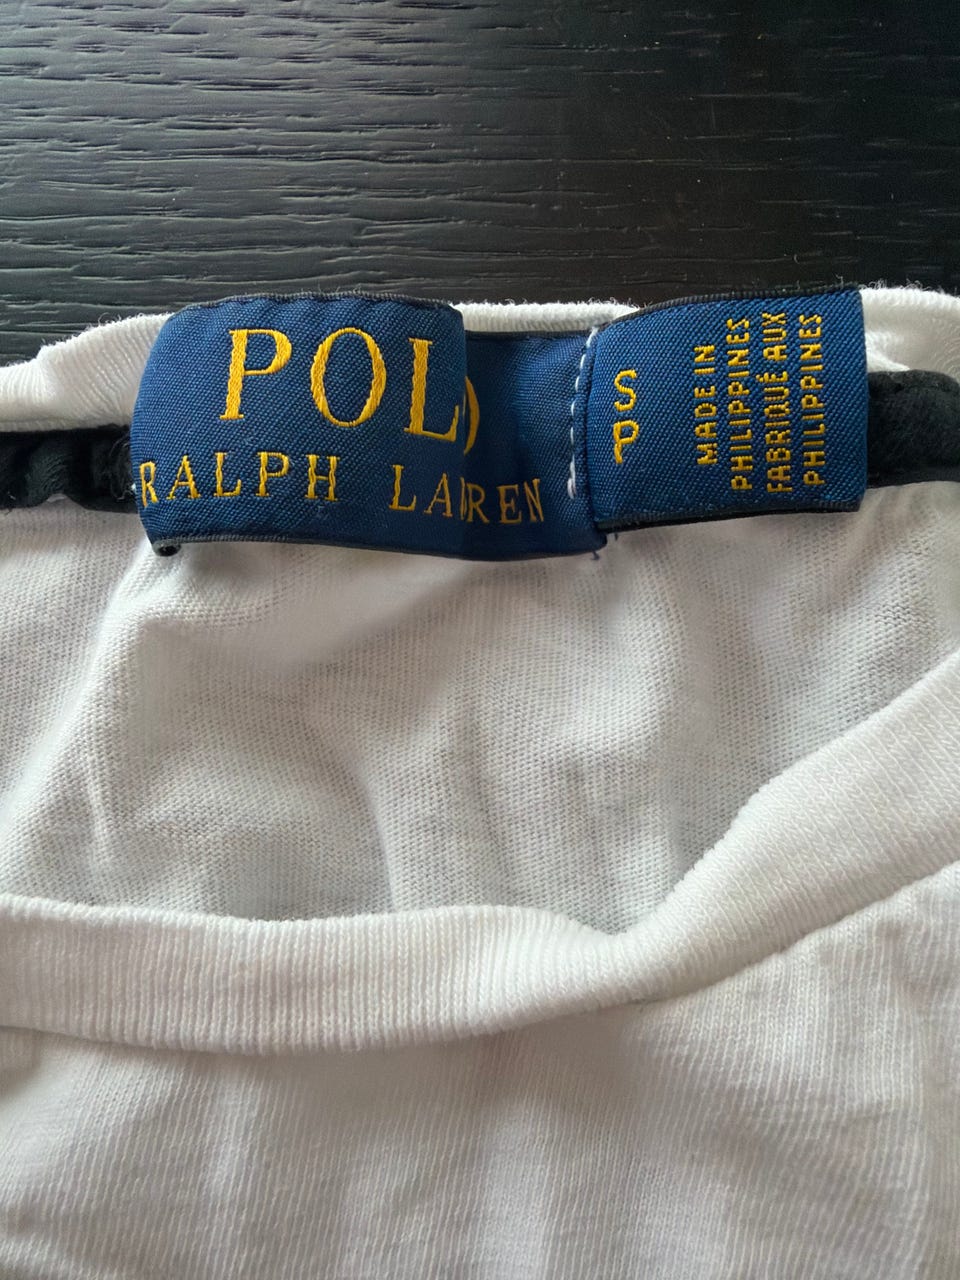 POLO
RALPH LAUREN
S
P
MADE IN
PHILIPPINES
FABRIQUÉ AUX
PHILIPPINES